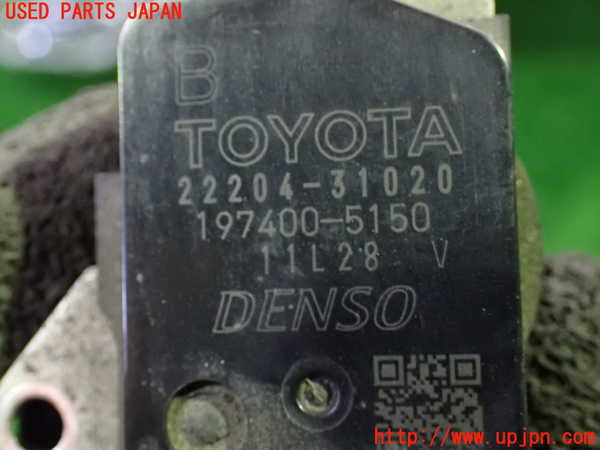 USED PARTS JAPAN
B
TOYOTA
22204-31020
197400-5150
11L28 V
DENSO
http://www.upjpn.com